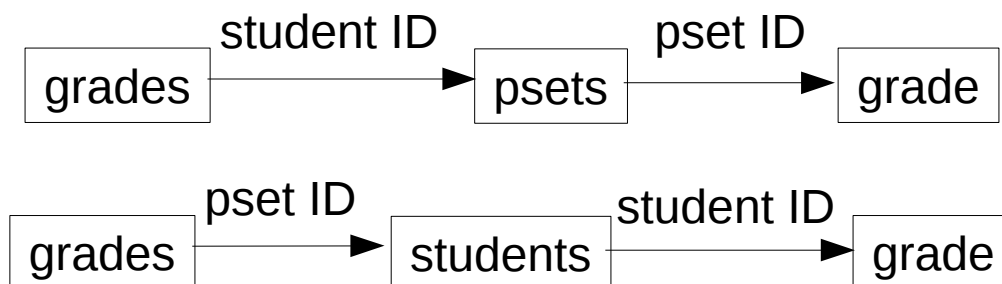 student ID pset ID
grades psets grade
pset ID student ID
grades students grade